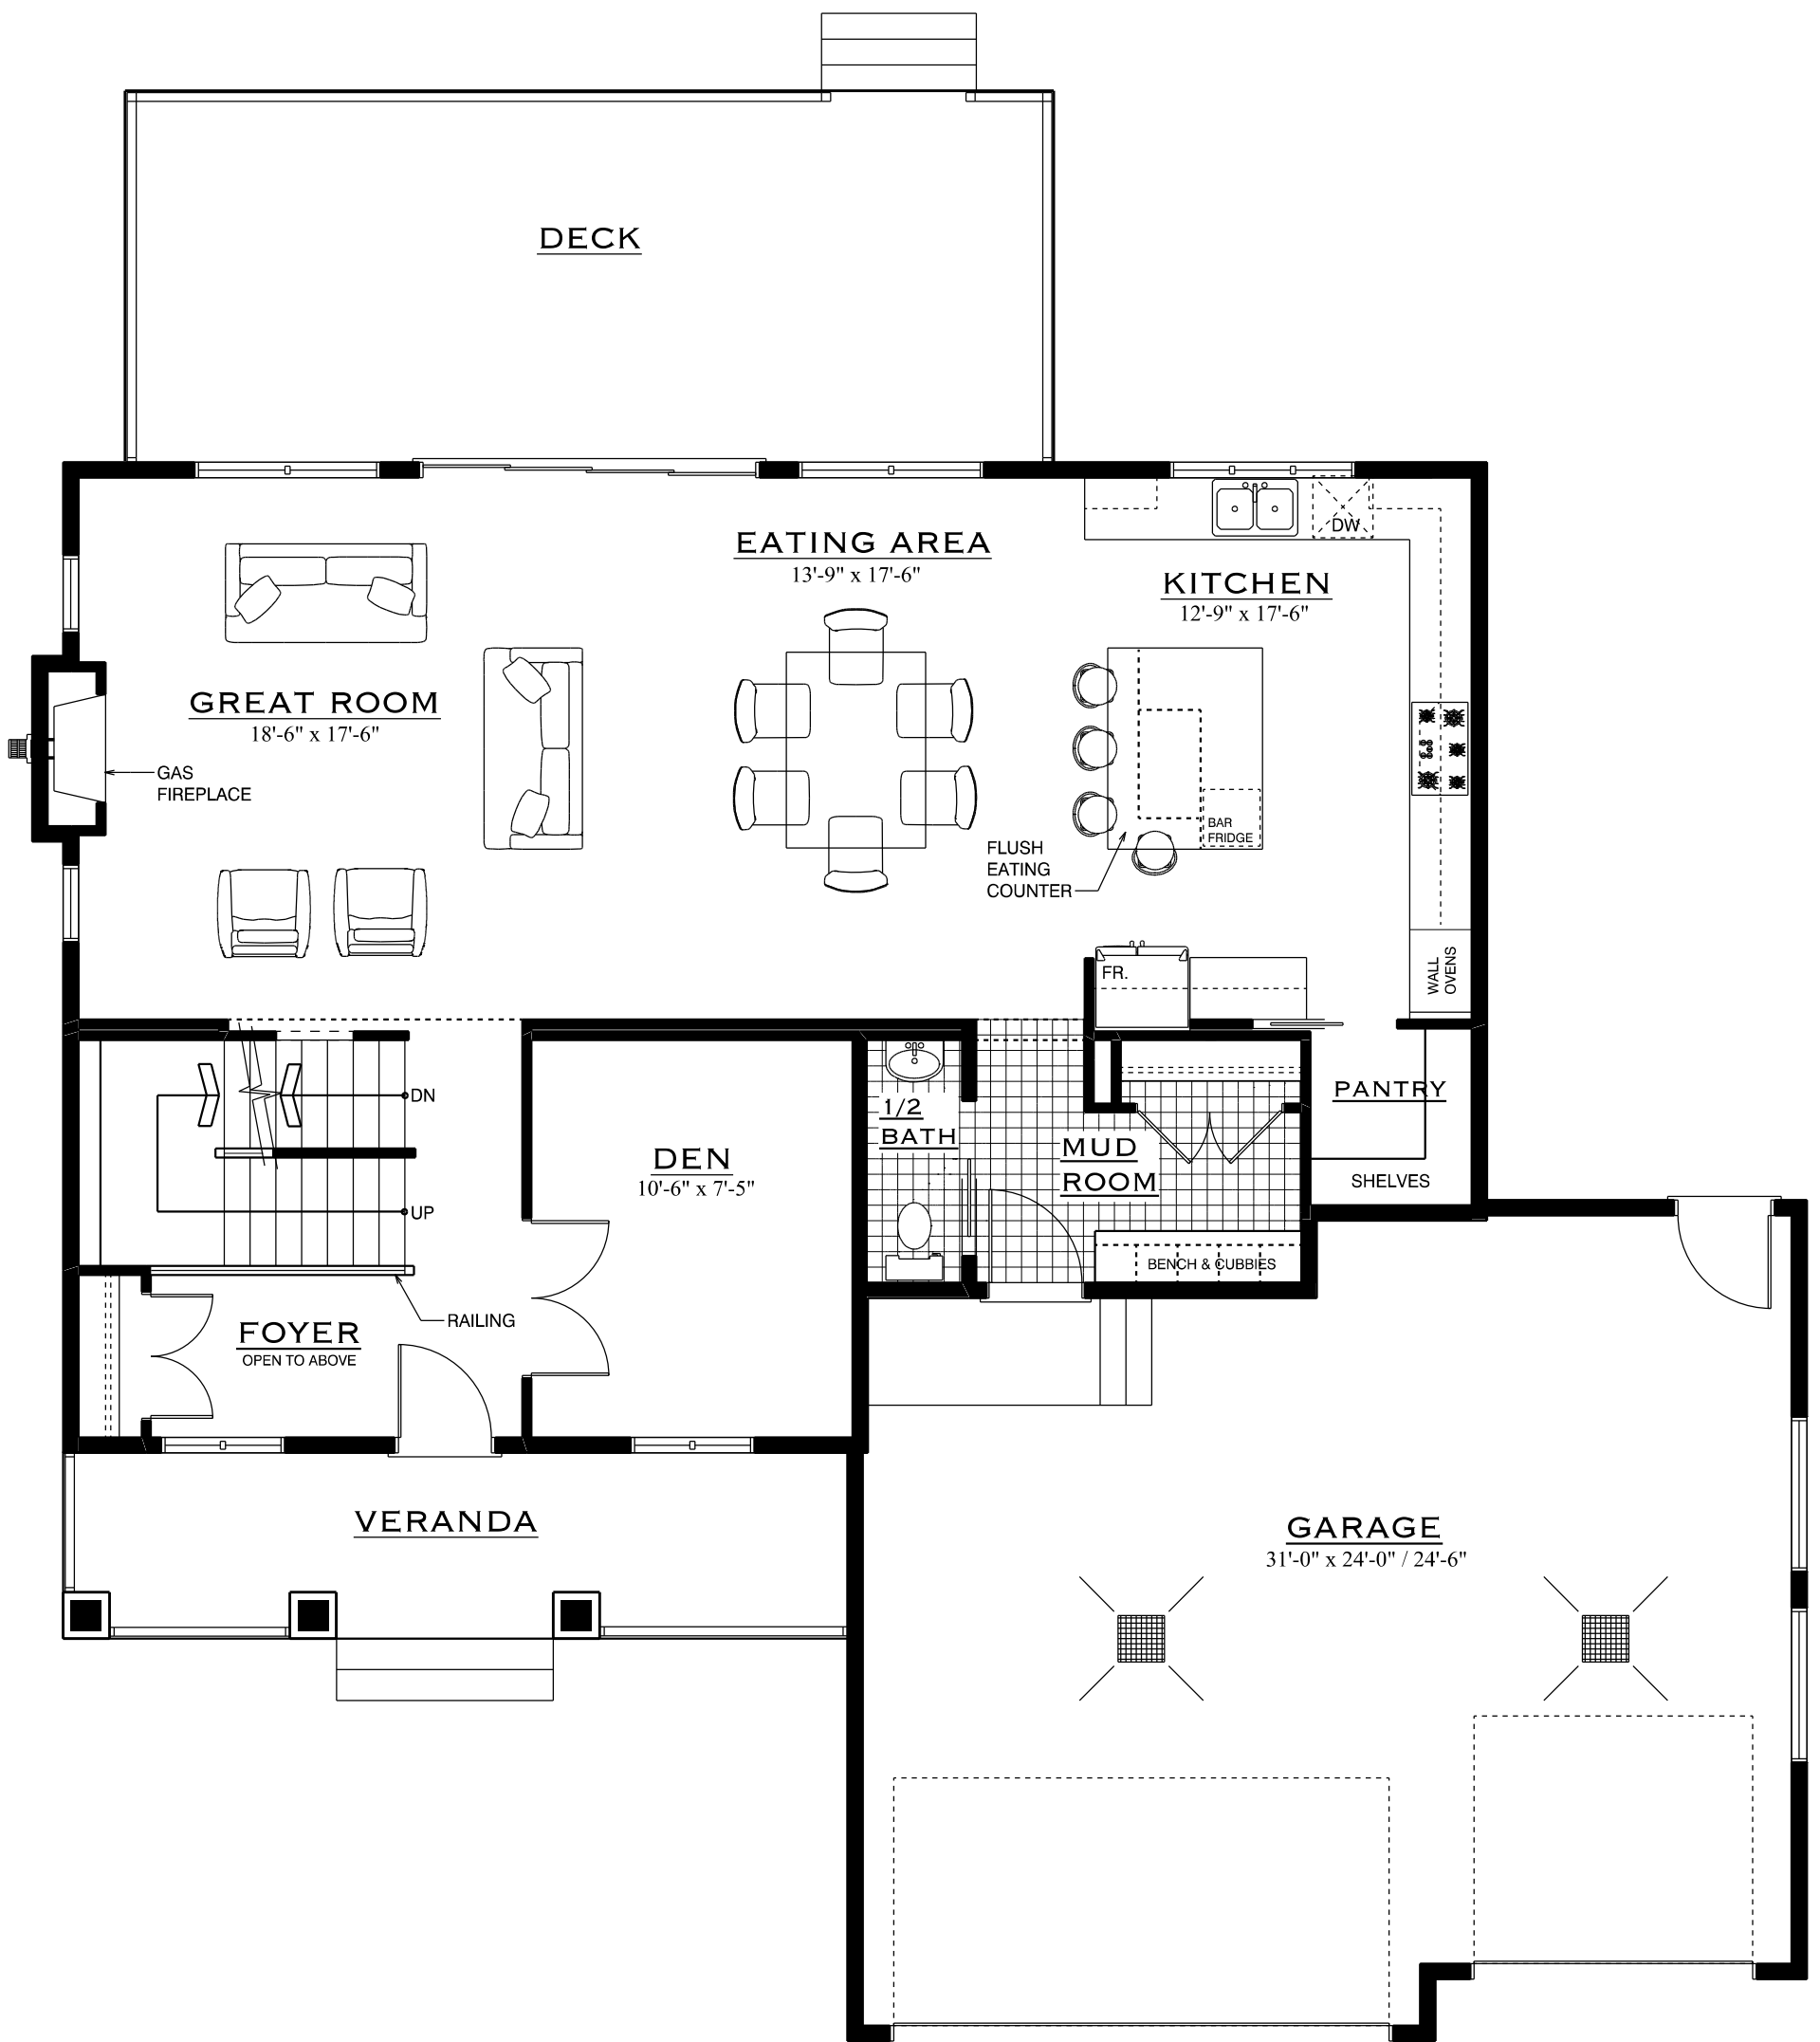 DECK
EATING AREA
13'-9" x 17'-6"
DW
KITCHEN
12'-9" x 17'-6"
GREAT ROOM
18'-6" x 17'-6"
GAS
FIREPLACE
BAR
FRIDGE
FLUSH
EATING
COUNTER
FR.
WALL
OVENS
DN
UP
DEN
10'-6" x 7'-5"
1/2
BATH
MUD
ROOM
PANTRY
SHELVES
BENCH & CUBBIES
RAILING
FOYER
OPEN TO ABOVE
VERANDA
GARAGE
31'-0" x 24'-0" / 24'-6"